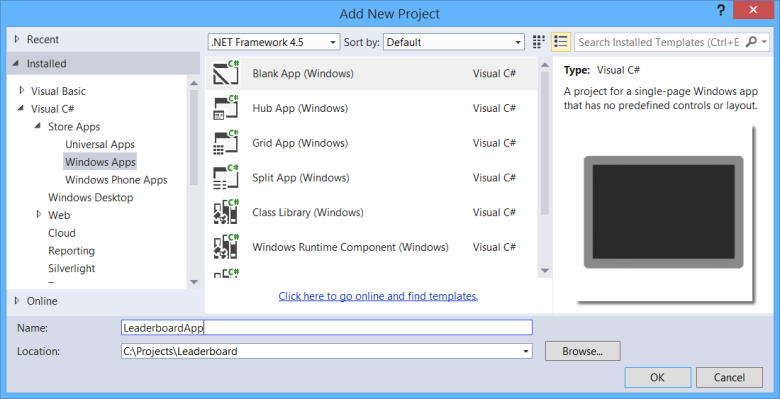 Add New Project
? ×
Recent
.NET Framework 4.5
Sort by: Default
Search Installed Templates (Ctrl+E
Installed
Visual Basic
Visual C#
Store Apps
Universal Apps
Windows Apps
Windows Phone Apps
Windows Desktop
Web
Cloud
Reporting
Silverlight
Online
C# Blank App (Windows) Visual C#
C# Hub App (Windows) Visual C#
C# Grid App (Windows) Visual C#
C# Split App (Windows) Visual C#
C# Class Library (Windows) Visual C#
C# Windows Runtime Component (Windows) Visual C#
C#
Click here to go online and find templates.
Type: Visual C#
A project for a single-page Windows app
that has no predefined controls or layout.
Name: LeaderboardApp
Location: C:\Projects\Leaderboard
Browse...
OK Cancel